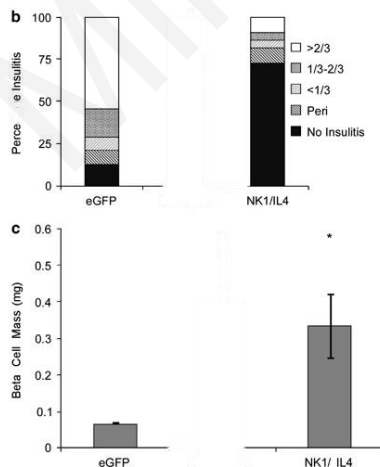 b
100
75
50
25
0
Perce e Insulitis
>2/3
1/3-2/3
<1/3
Peri
No Insulitis
eGFP
NK1/IL4
c
0.6
0.5
0.4
0.3
0.2
0.1
0
Beta Cell Mass (mg)
*
eGFP
NK1/ IL4